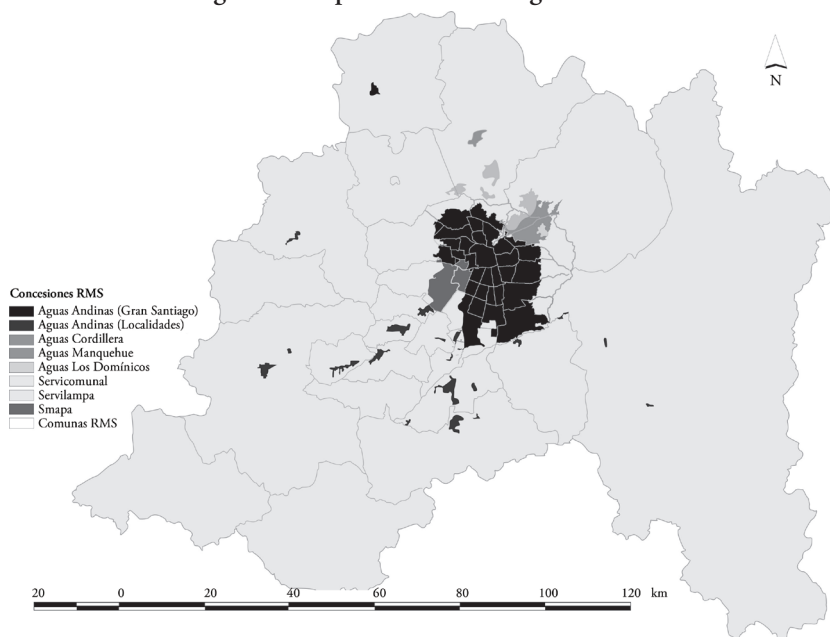 N
Concesiones RMS
Aguas Andinas (Gran Santiago)
Aguas Andinas (Localidades)
Aguas Cordillera
Aguas Manquehue
Aguas Los Domínicos
Servicomunal
Servilampa
Smapa
Comunas RMS
20 0 20 40 60 80 100 120 km